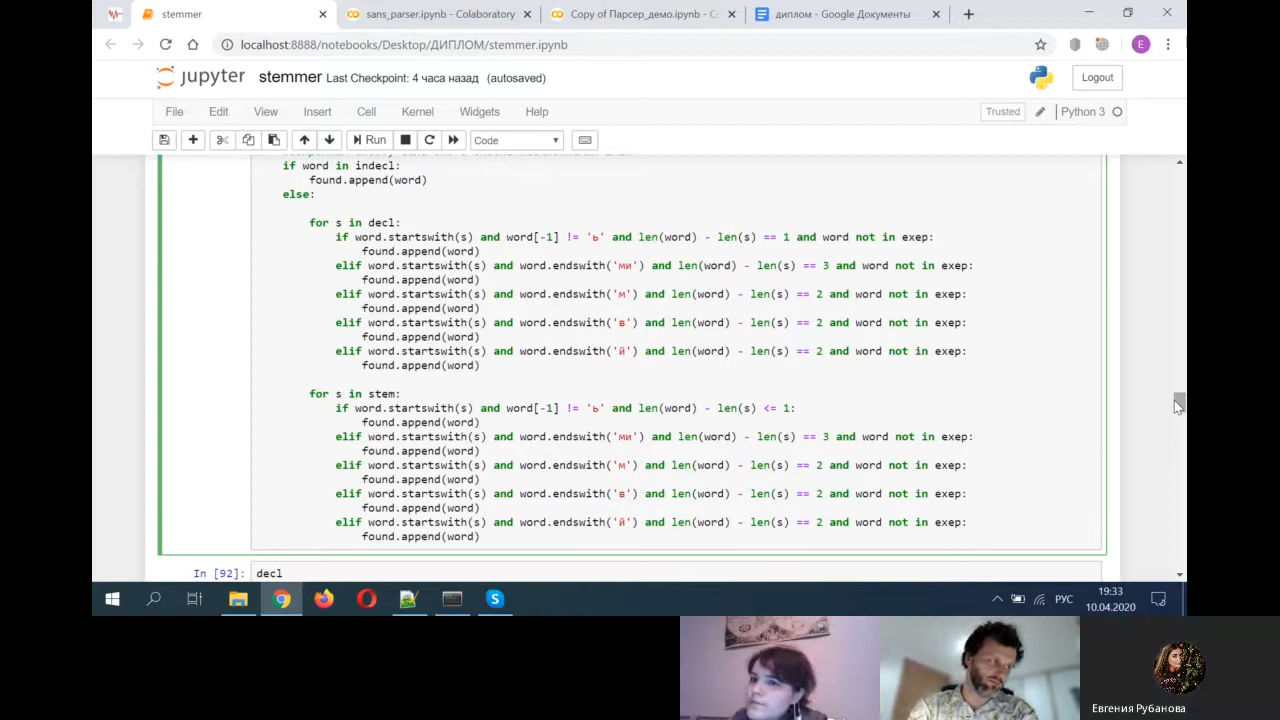 stemmer
sans_parser.ipynb - Colaboratory
Copy of Парсер_демо.ipynb - Co
диплом - Google Документы
localhost:8888/notebooks/Desktop/ДИПЛОМ/stemmer.ipynb
E
jupyter stemmer Last Checkpoint: 4 часа назад (autosaved)
Logout
File Edit View Insert Cell Kernel Widgets Help
Trusted Python 3
Run Code
if word in indecl:
found.append(word)
else:
for s in decl:
if word.startswith(s) and word[-1] != 'ь' and len(word) - len(s) == 1 and word not in exep:
found.append(word)
elif word.startswith(s) and word.endswith('ми') and len(word) - len(s) == 3 and word not in exep:
found.append(word)
elif word.startswith(s) and word.endswith('м') and len(word) - len(s) == 2 and word not in exep:
found.append(word)
elif word.startswith(s) and word.endswith('в') and len(word) - len(s) == 2 and word not in exep:
found.append(word)
elif word.startswith(s) and word.endswith('й') and len(word) - len(s) == 2 and word not in exep:
found.append(word)
for s in stem:
if word.startswith(s) and word[-1] != 'ь' and len(word) - len(s) <= 1:
found.append(word)
elif word.startswith(s) and word.endswith('ми') and len(word) - len(s) == 3 and word not in exep:
found.append(word)
elif word.startswith(s) and word.endswith('м') and len(word) - len(s) == 2 and word not in exep:
found.append(word)
elif word.startswith(s) and word.endswith('в') and len(word) - len(s) == 2 and word not in exep:
found.append(word)
elif word.startswith(s) and word.endswith('й') and len(word) - len(s) == 2 and word not in exep:
found.append(word)
In [92]: decl
РУС
19:33
10.04.2020
Евгения Рубанова